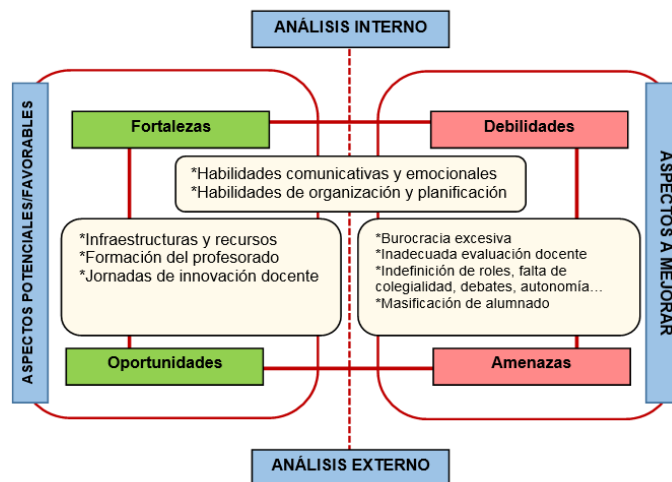 ANÁLISIS INTERNO
ASPECTOS POTENCIALES/FAVORABLES
ASPECTOS A MEJORAR
Fortalezas
Debilidades
*Habilidades comunicativas y emocionales
*Habilidades de organización y planificación
*Infraestructuras y recursos
*Formación del profesorado
*Jornadas de innovación docente
*Burocracia excesiva
*Inadecuada evaluación docente
*Indefinición de roles, falta de
colegialidad, debates, autonomía…
*Masificación de alumnado
Oportunidades
Amenazas
ANÁLISIS EXTERNO